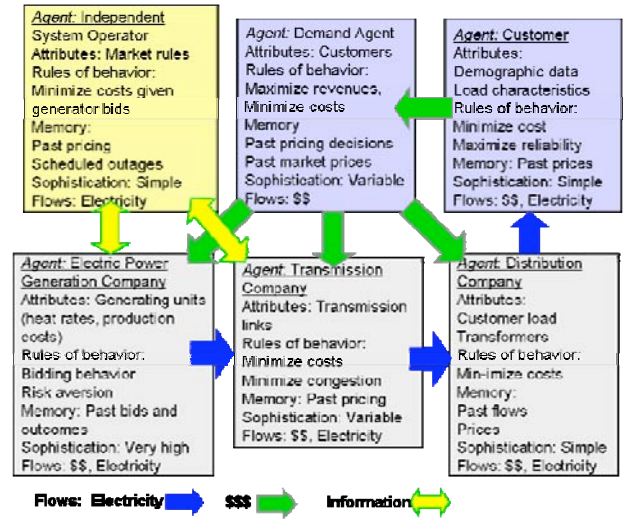 Agent: Independent
System Operator
Attributes: Market rules
Rules of behavior:
Minimize costs given
generator bids
Memory:
Past pricing
Scheduled outages
Sophistication: Simple
Flows: Electricity
Agent: Demand Agent
Attributes: Customers
Rules of behavior:
Maximize revenues,
Minimize costs
Memory
Past pricing decisions
Past market prices
Sophistication: Variable
Flows: $$
Agent: Customer
Attributes:
Demographic data
Load characteristics
Rules of behavior:
Minimize cost
Maximize reliability
Memory: Past prices
Sophistication: Simple
Flows: $$, Electricity
Agent: Electric Power
Generation Company
Attributes: Generating units
(heat rates, production
costs)
Rules of behavior:
Bidding behavior
Risk aversion
Memory: Past bids and
outcomes
Sophistication: Very high
Flows: $$, Electricity
Agent: Transmission
Company
Attributes: Transmission
links
Rules of behavior:
Minimize costs
Minimize congestion
Memory: Past pricing
Sophistication: Variable
Flows: $$, Electricity
Agent: Distribution
Company
Attributes:
Customer load
Transformers
Rules of behavior:
Min-imize costs
Memory:
Past flows
Prices
Sophistication: Simple
Flows: $$, Electricity
Flows: Electricity $$$ Information